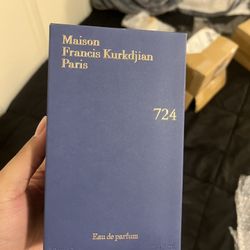 Maison
Francis Kurkdjian
Paris
724
Eau de parfum